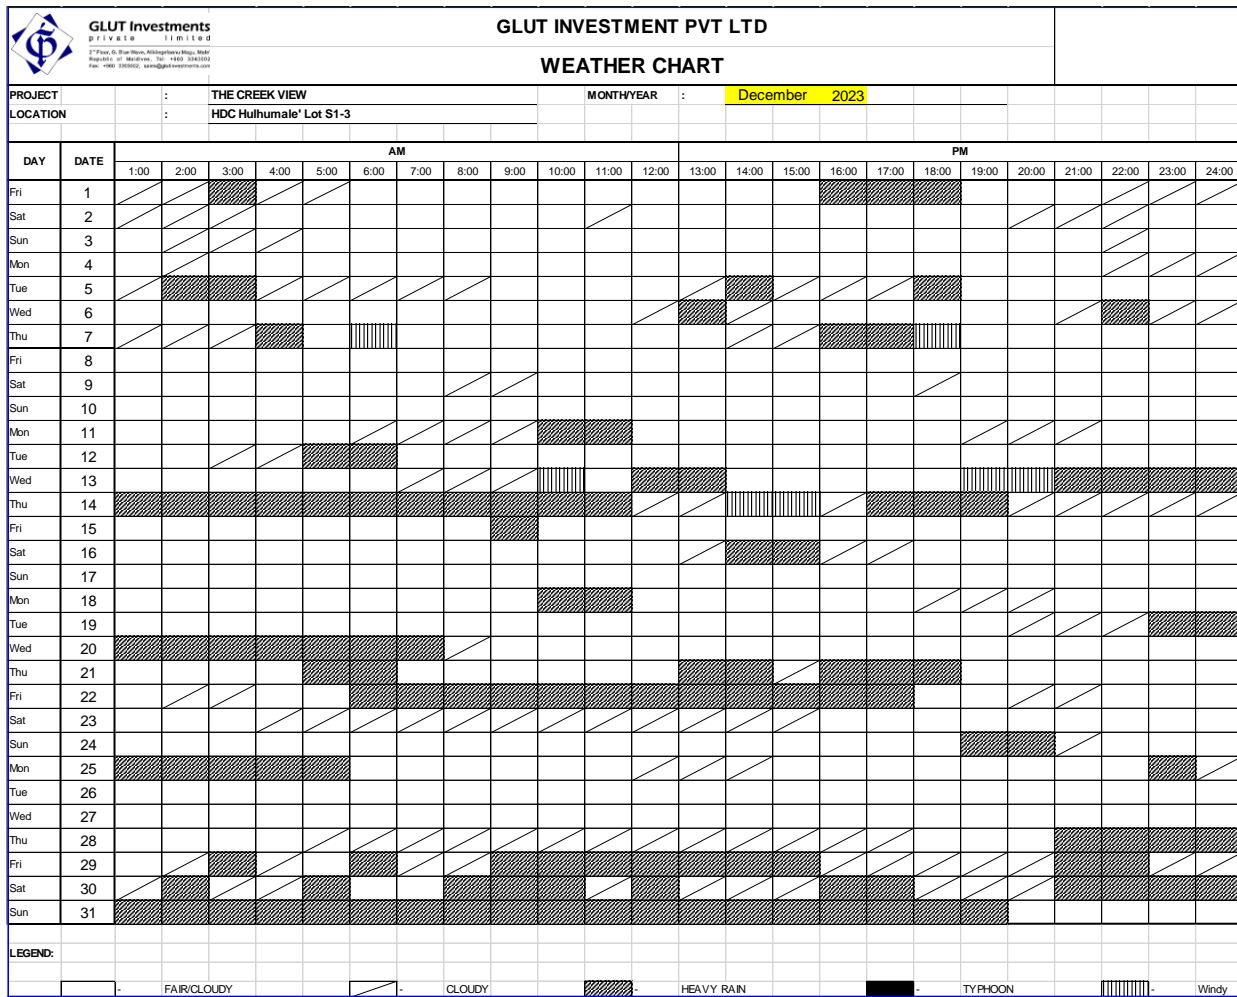 GLUT Investments
private limited
GLUT INVESTMENT PVT LTD
WEATHER CHART
PROJECT : THE CREEK VIEW MONTH/YEAR : December 2023
LOCATION : HDC Hulhumale' Lot S1-3
DAY DATE AM PM
1:00 2:00 3:00 4:00 5:00 6:00 7:00 8:00 9:00 10:00 11:00 12:00 13:00 14:00 15:00 16:00 17:00 18:00 19:00 20:00 21:00 22:00 23:00 24:00
Fri 1
Sat 2
Sun 3
Mon 4
Tue 5
Wed 6
Thu 7
Fri 8
Sat 9
Sun 10
Mon 11
Tue 12
Wed 13
Thu 14
Fri 15
Sat 16
Sun 17
Mon 18
Tue 19
Wed 20
Thu 21
Fri 22
Sat 23
Sun 24
Mon 25
Tue 26
Wed 27
Thu 28
Fri 29
Sat 30
Sun 31
LEGEND:
- FAIR/CLOUDY - CLOUDY - HEAVY RAIN - TYPHOON - Windy